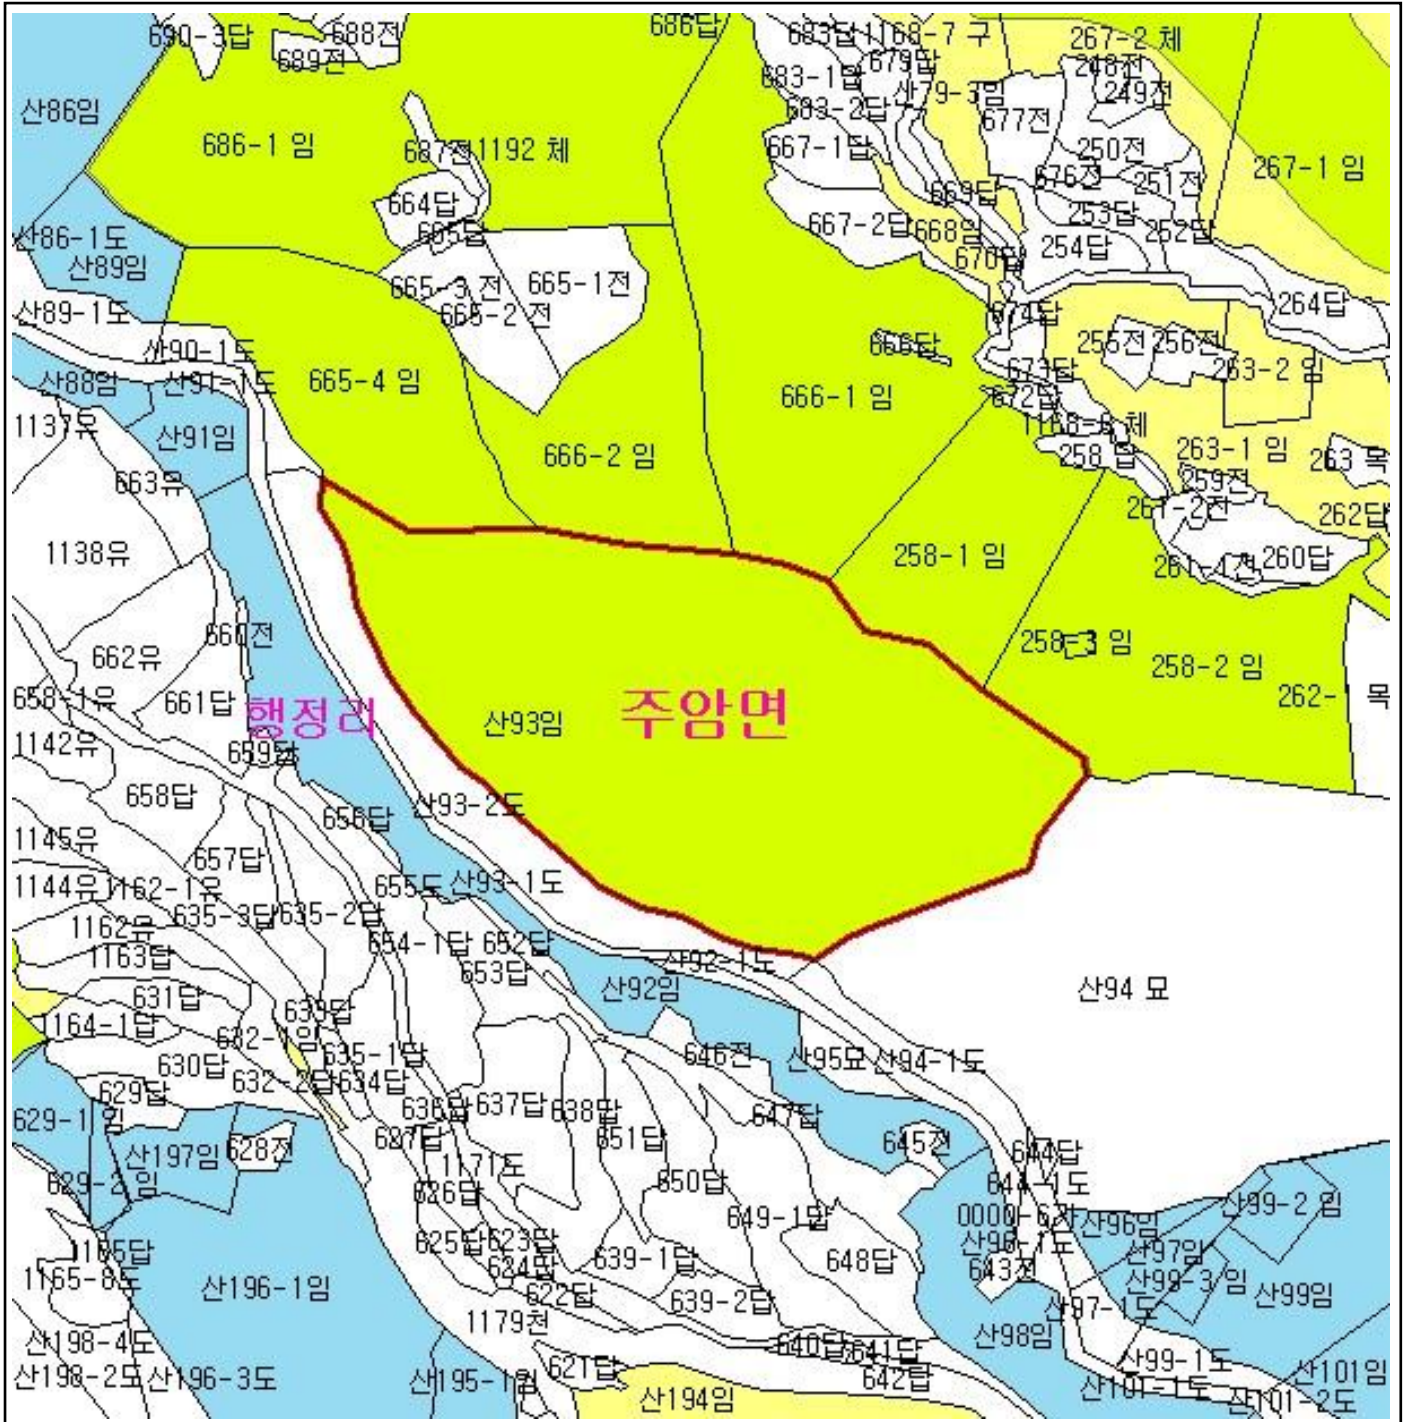 690-3답
688전
689전
686답
683답
1168-7 구
267-2 체
679답
248전
683-1답
249전
산79-3임
683-2답
677전
산86임
686-1 임
687전
1192 체
667-1답
250전
267-1 임
676전
251전
664답
669답
253답
667-2답
668임
252답
산86-1도
665답
254답
산89임
670답
665-3 전
665-1전
산89-1도
665-2 전
674답
264답
산90-1도
666답
255전
256전
산88임
산91-1도
665-4 임
673답
263-2 임
666-1 임
672답
1137유
산91임
1168-6 체
666-2 임
258 답
263-1 임
263 목
663유
259전
261-2전
262답
1138유
258-1 임
261-1전
260답
660전
662유
258-3 임
258-2 임
658-1유
661답
행정리
산93임
주암면
262-
목
1142유
659답
658답
656답
산93-2도
1145유
657답
1144유
1162-1유
655도
산93-1도
1162유
635-3답
635-2답
654-1답
652답
1163답
653답
산92-1도
631답
산92임
산94 묘
1164-1답
633답
632-1임
630답
635-1답
646전
산95묘
산94-1도
629답
632-2답
634답
629-1 임
636답
637답
638답
647답
산197임
628전
627답
651답
645전
644답
629-2 임
1171도
626답
650답
644-1도
649-1답
산96임
산99-2 임
1165답
625답
623답
산96-1도
산97임
624답
639-1답
648답
643전
1165-8도
산196-1임
산99-3 임
산99임
622답
639-2답
산97-1도
1179천
산198-4도
640답
641답
산98임
621답
산99-1도
산198-2도
산196-3도
산195-1임
642답
산101-1도
산101임
산194임
산101-2도